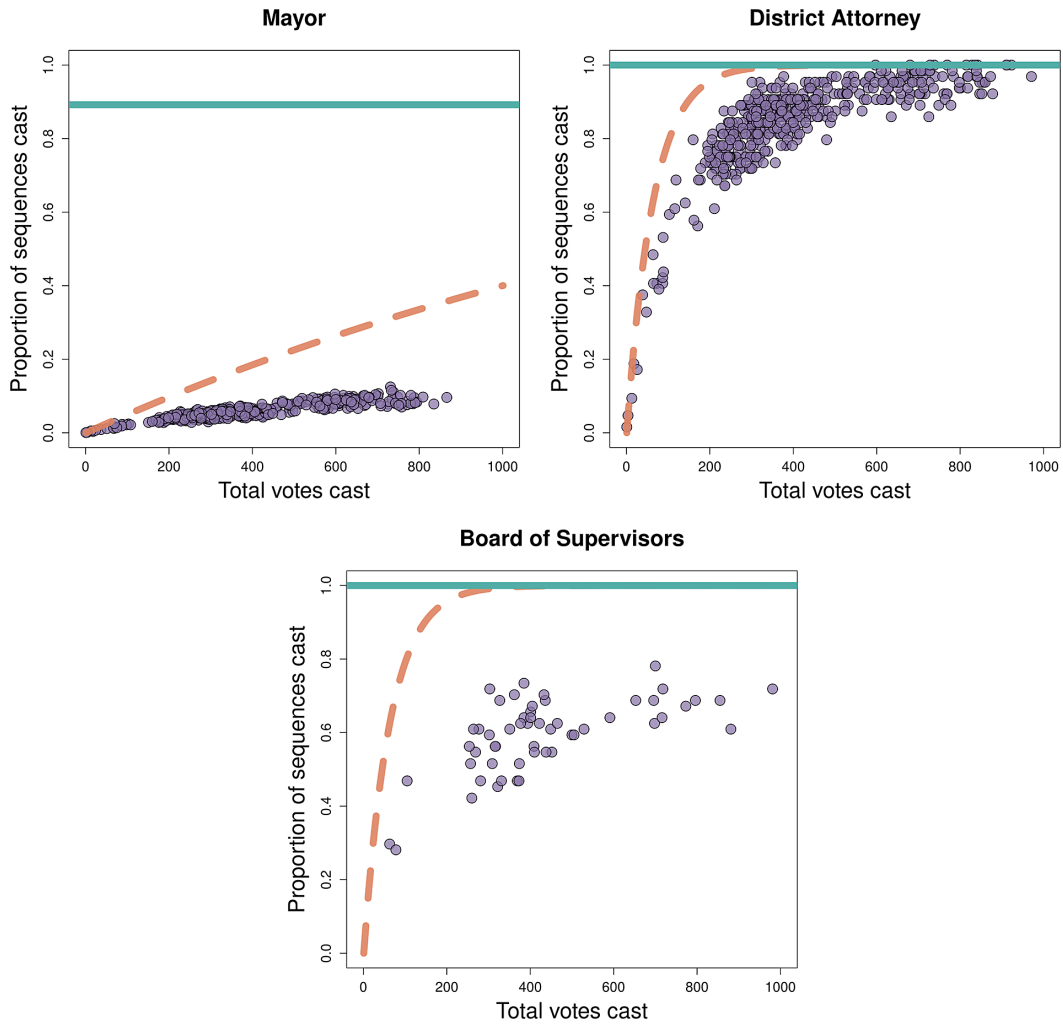 Mayor
Proportion of sequences cast
1.0
0.8
0.6
0.4
0.2
0.0
0 200 400 600 800 1000
Total votes cast
District Attorney
Proportion of sequences cast
1.0
0.8
0.6
0.4
0.2
0.0
0 200 400 600 800 1000
Total votes cast
Board of Supervisors
Proportion of sequences cast
1.0
0.8
0.6
0.4
0.2
0.0
0 200 400 600 800 1000
Total votes cast